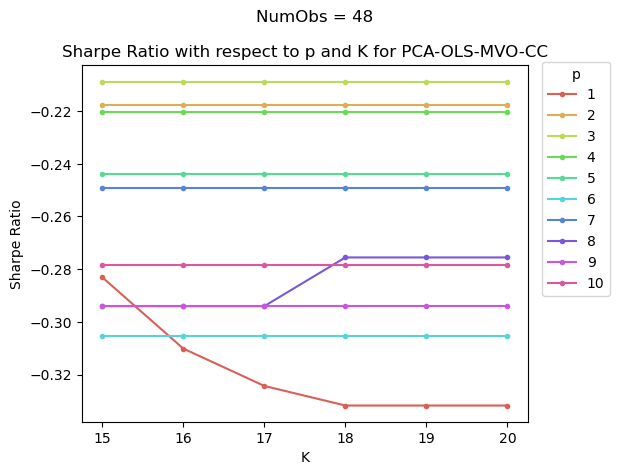 NumObs = 48
Sharpe Ratio with respect to p and K for PCA-OLS-MVO-CC
p
1
2
3
4
5
6
7
8
9
10
−0.22
−0.24
−0.26
−0.28
−0.30
−0.32
Sharpe Ratio
15 16 17 18 19 20
K